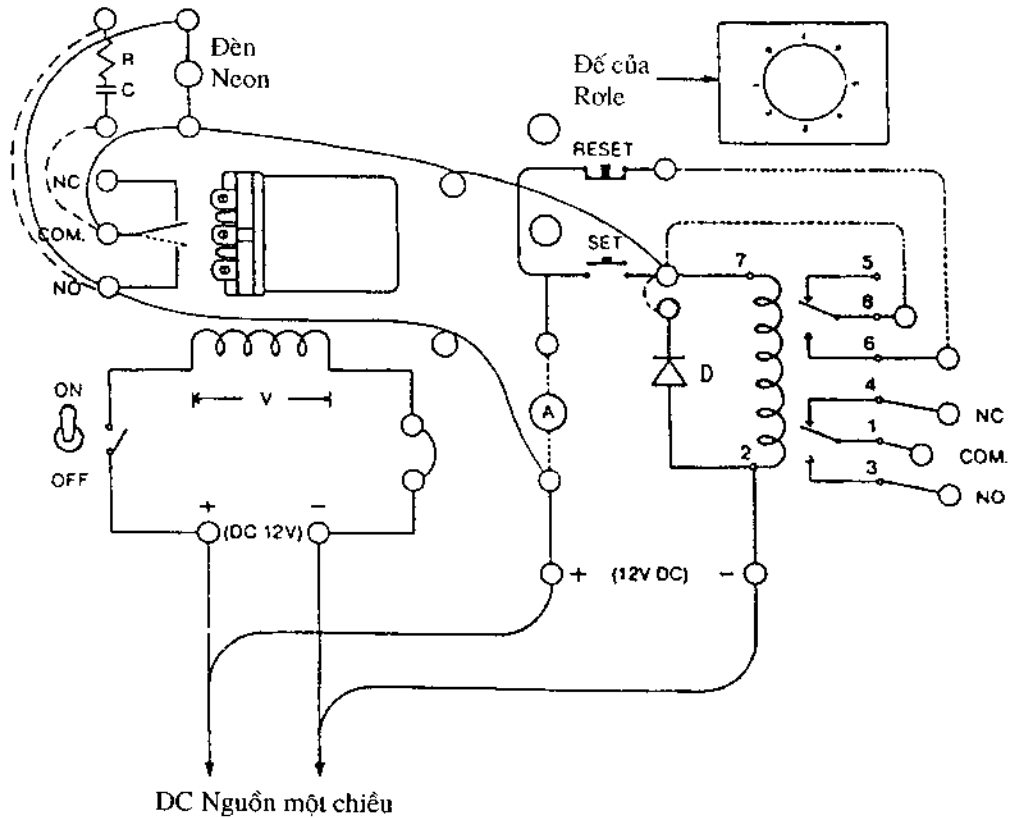 R
C
Đèn
Neon
Đế của
Rơle
RESET
NC
COM.
NO
SET
7
5
8
6
4
NC
1
COM.
2
3
NO
D
A
V
ON
OFF
+
(DC 12V)
−
+
(12V DC)
−
DC Nguồn một chiều